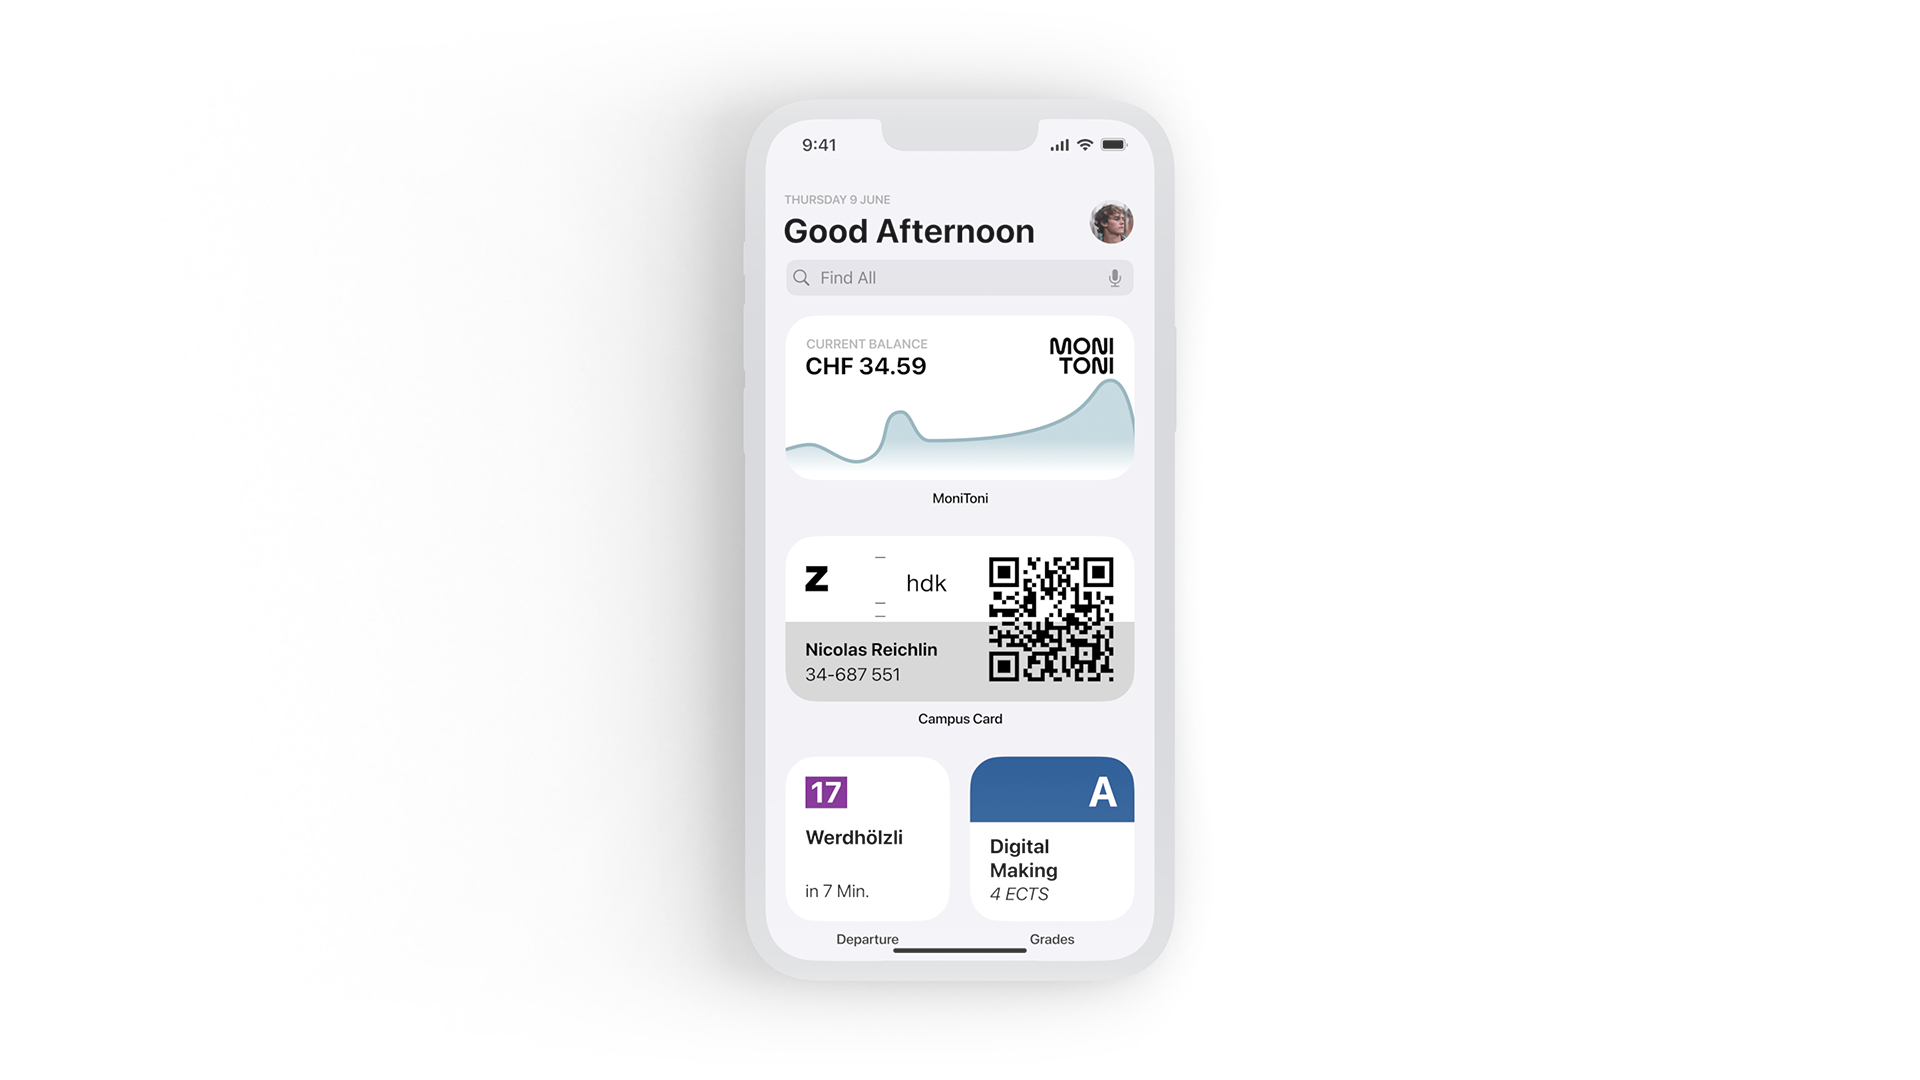 9:41
THURSDAY 9 JUNE
Good Afternoon
Find All
CURRENT BALANCE
CHF 34.59
MONI
TONI
MoniToni
z hdk
Nicolas Reichlin
34-687 551
Campus Card
17
Werdhölzli
in 7 Min.
A
Digital
Making
4 ECTS
Departure
Grades